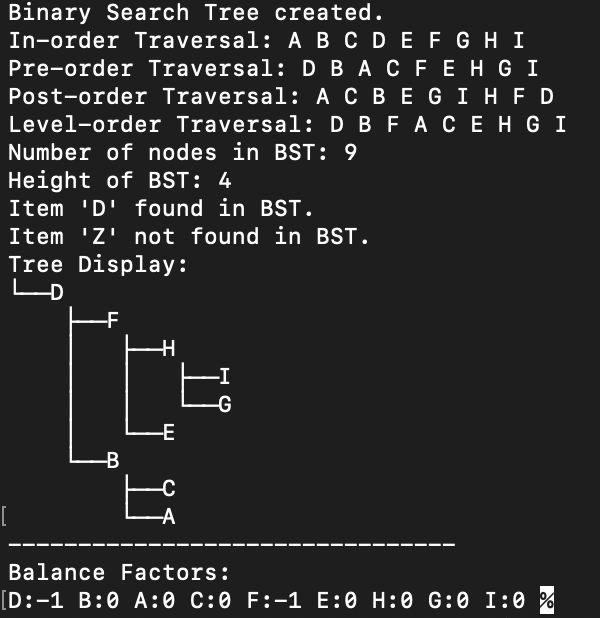 Binary Search Tree created.
In-order Traversal: A B C D E F G H I
Pre-order Traversal: D B A C F E H G I
Post-order Traversal: A C B E G I H F D
Level-order Traversal: D B F A C E H G I
Number of nodes in BST: 9
Height of BST: 4
Item 'D' found in BST.
Item 'Z' not found in BST.
Tree Display:
└──D
    ├──F
    │   ├──H
    │   │   ├──I
    │   │   └──G
    │   └──E
    └──B
        ├──C
[       └──A
--------------------------------
Balance Factors:
[D:-1 B:0 A:0 C:0 F:-1 E:0 H:0 G:0 I:0 %